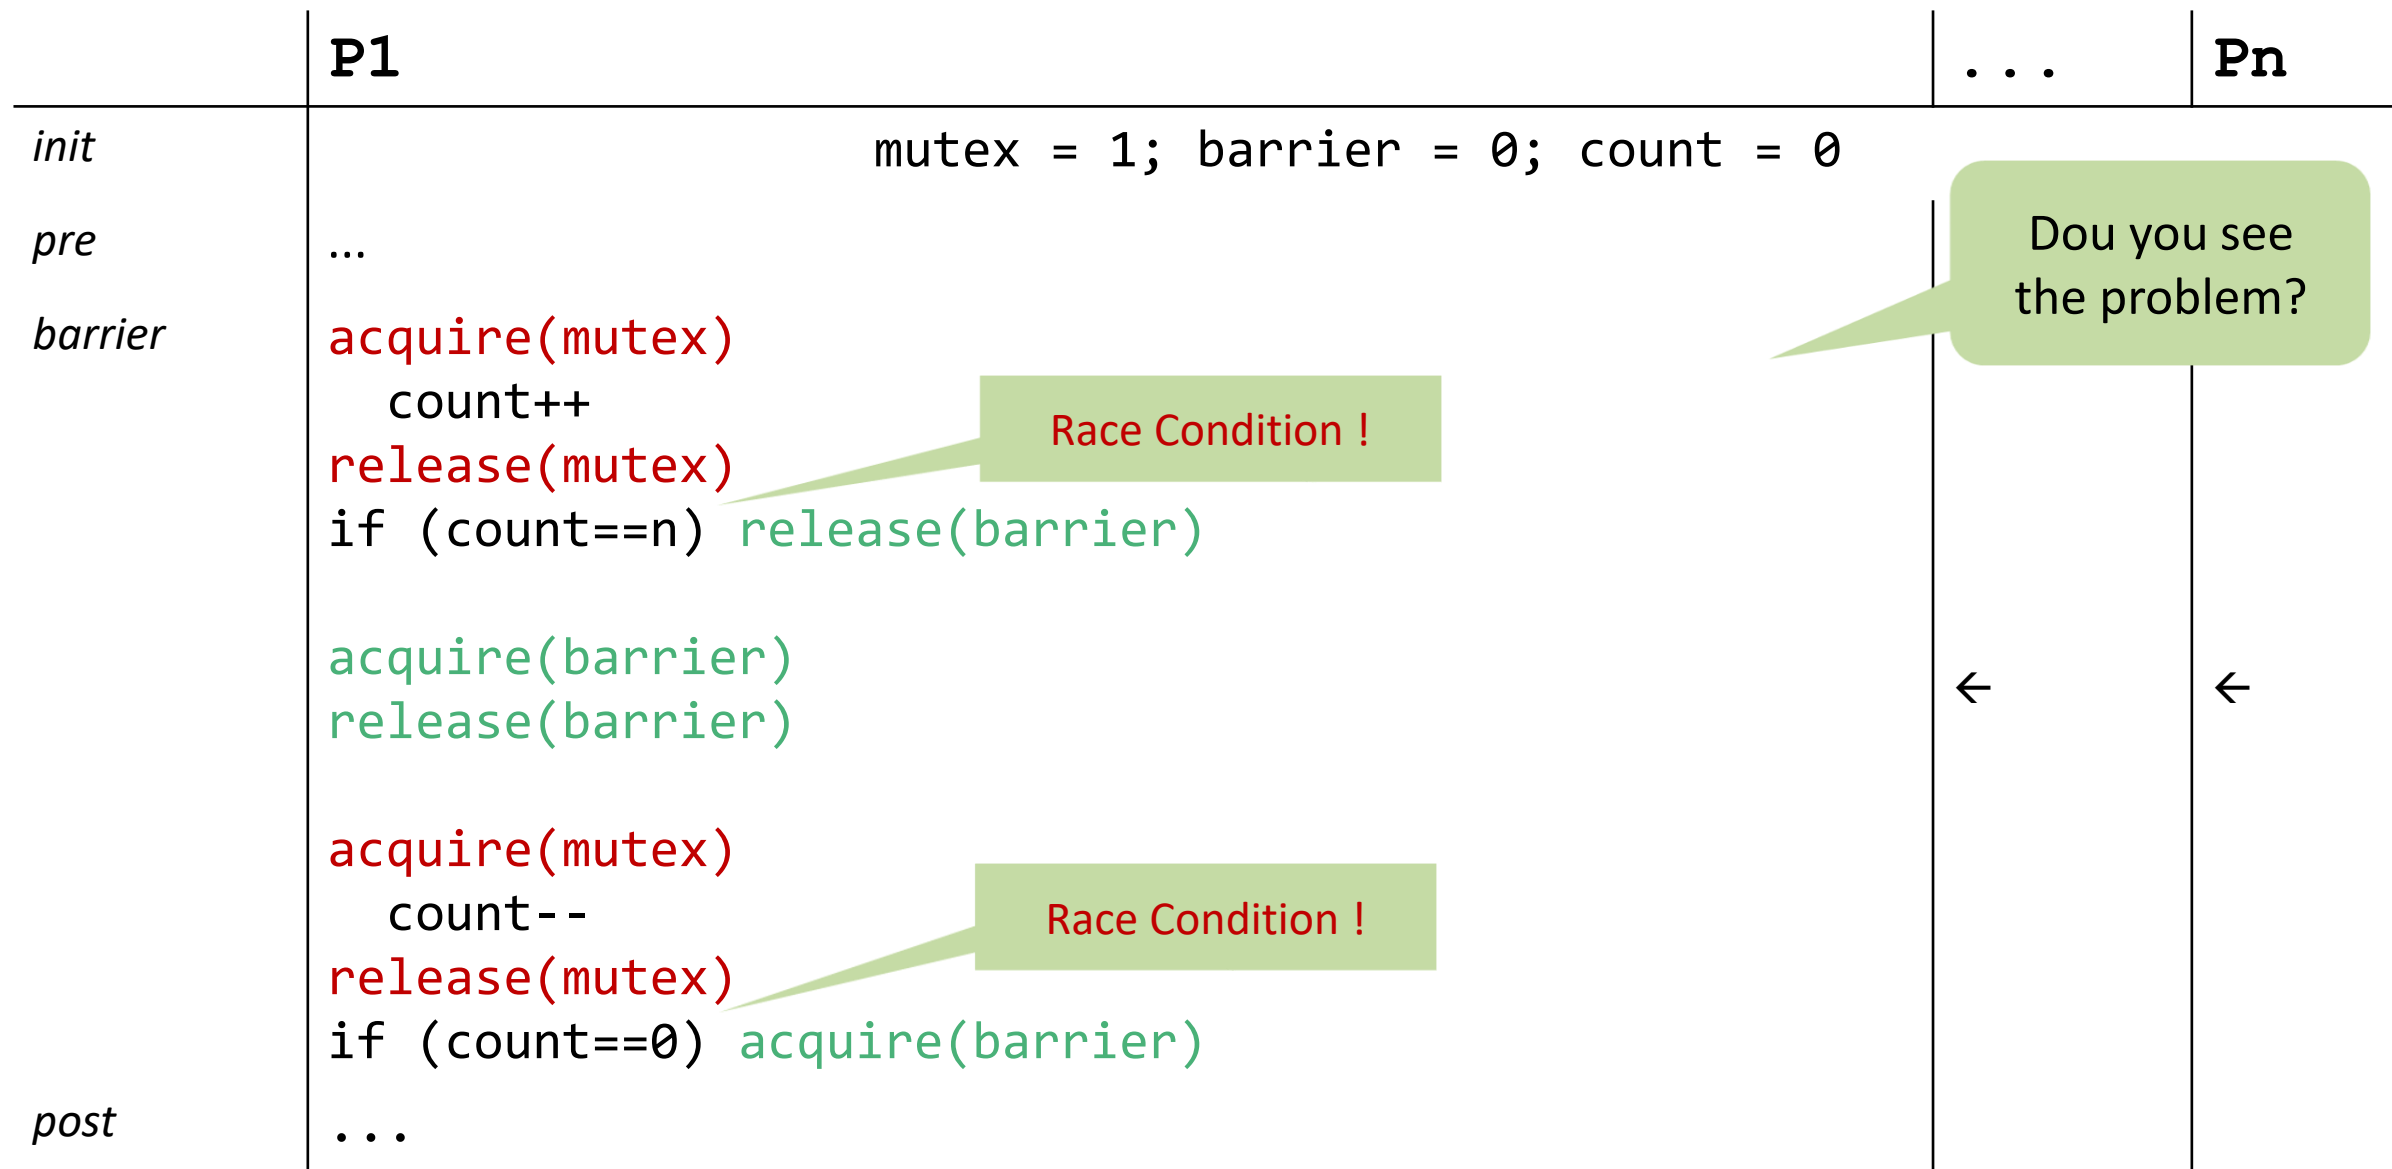 P1 ... Pn
init mutex = 1; barrier = 0; count = 0
pre ...
Dou you see
the problem?
barrier acquire(mutex)
count++
Race Condition !
release(mutex)
if (count==n) release(barrier)
acquire(barrier)
← ←
release(barrier)
acquire(mutex)
count--
Race Condition !
release(mutex)
if (count==0) acquire(barrier)
post ...